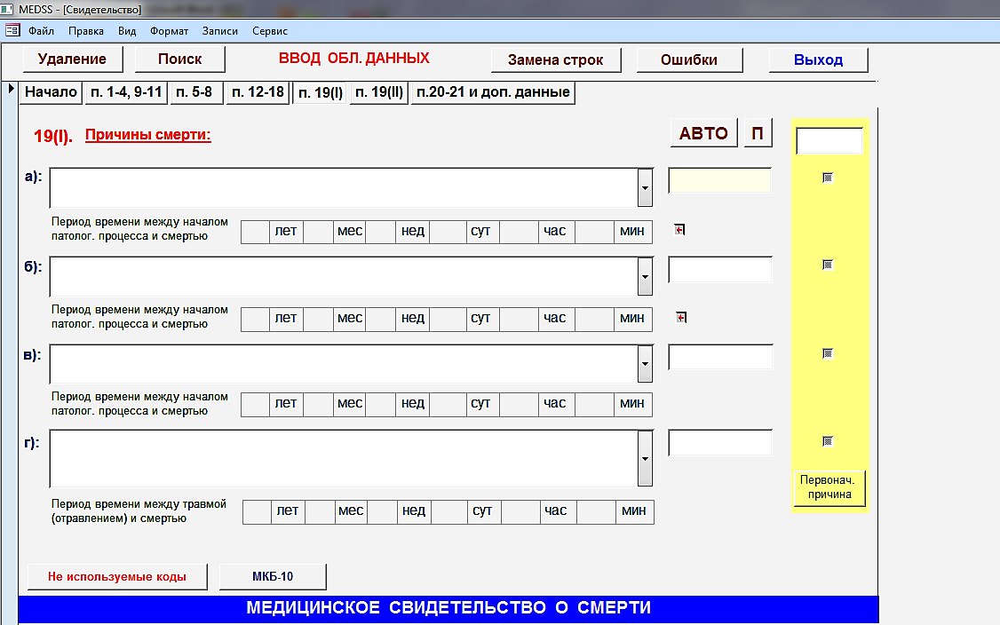 MEDSS - [Свидетельство]
Файл Правка Вид Формат Записи Сервис
Удаление Поиск ВВОД ОБЛ. ДАННЫХ Замена строк Ошибки Выход
Начало п. 1-4, 9-11 п. 5-8 п. 12-18 п. 19(I) п. 19(II) п.20-21 и доп. данные
19(I). Причины смерти: АВТО П
а):
Период времени между началом
патолог. процесса и смертью лет мес нед сут час мин
б):
Период времени между началом
патолог. процесса и смертью лет мес нед сут час мин
в):
Период времени между началом
патолог. процесса и смертью лет мес нед сут час мин
г):
Первонач.
причина
Период времени между травмой
(отравлением) и смертью лет мес нед сут час мин
Не используемые коды МКБ-10
МЕДИЦИНСКОЕ СВИДЕТЕЛЬСТВО О СМЕРТИ